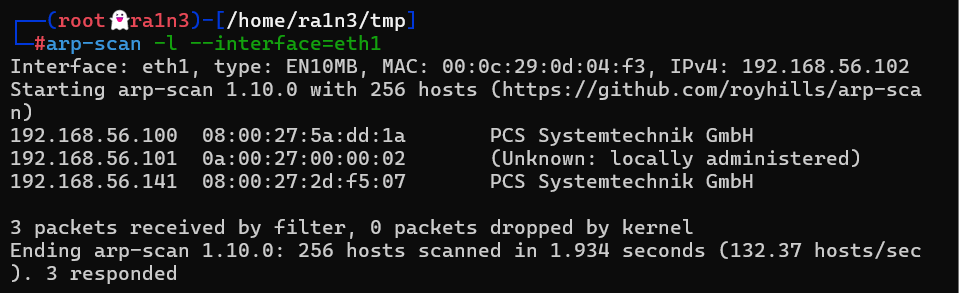 ┌──(root👻ra1n3)-[/home/ra1n3/tmp]
└─#arp-scan -l --interface=eth1
Interface: eth1, type: EN10MB, MAC: 00:0c:29:0d:04:f3, IPv4: 192.168.56.102
Starting arp-scan 1.10.0 with 256 hosts (https://github.com/royhills/arp-sca
n)
192.168.56.100  08:00:27:5a:dd:1a       PCS Systemtechnik GmbH
192.168.56.101  0a:00:27:00:00:02       (Unknown: locally administered)
192.168.56.141  08:00:27:2d:f5:07       PCS Systemtechnik GmbH

3 packets received by filter, 0 packets dropped by kernel
Ending arp-scan 1.10.0: 256 hosts scanned in 1.934 seconds (132.37 hosts/sec
). 3 responded